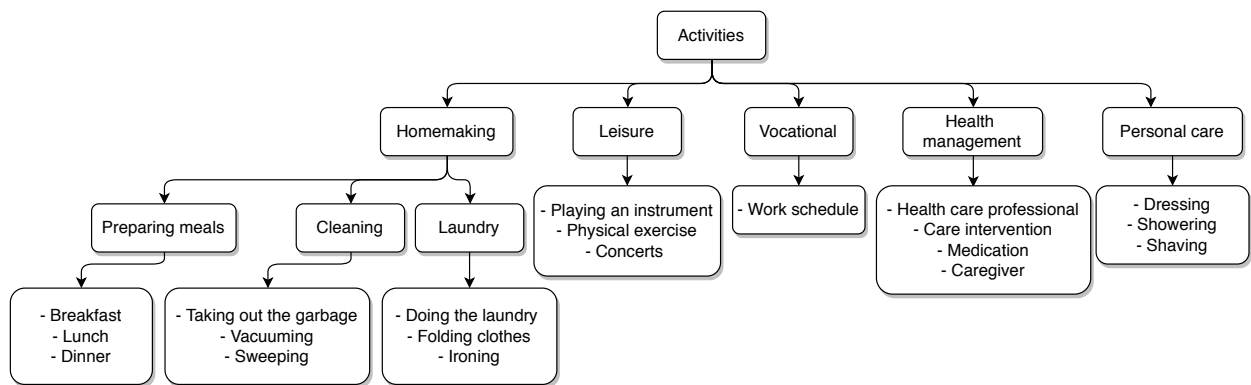 Activities
Homemaking
Leisure
Vocational
Health
management
Personal care
Preparing meals
Cleaning
Laundry
- Playing an instrument
- Physical exercise
- Concerts
- Work schedule
- Health care professional
- Care intervention
- Medication
- Caregiver
- Dressing
- Showering
- Shaving
- Breakfast
- Lunch
- Dinner
- Taking out the garbage
- Vacuuming
- Sweeping
- Doing the laundry
- Folding clothes
- Ironing